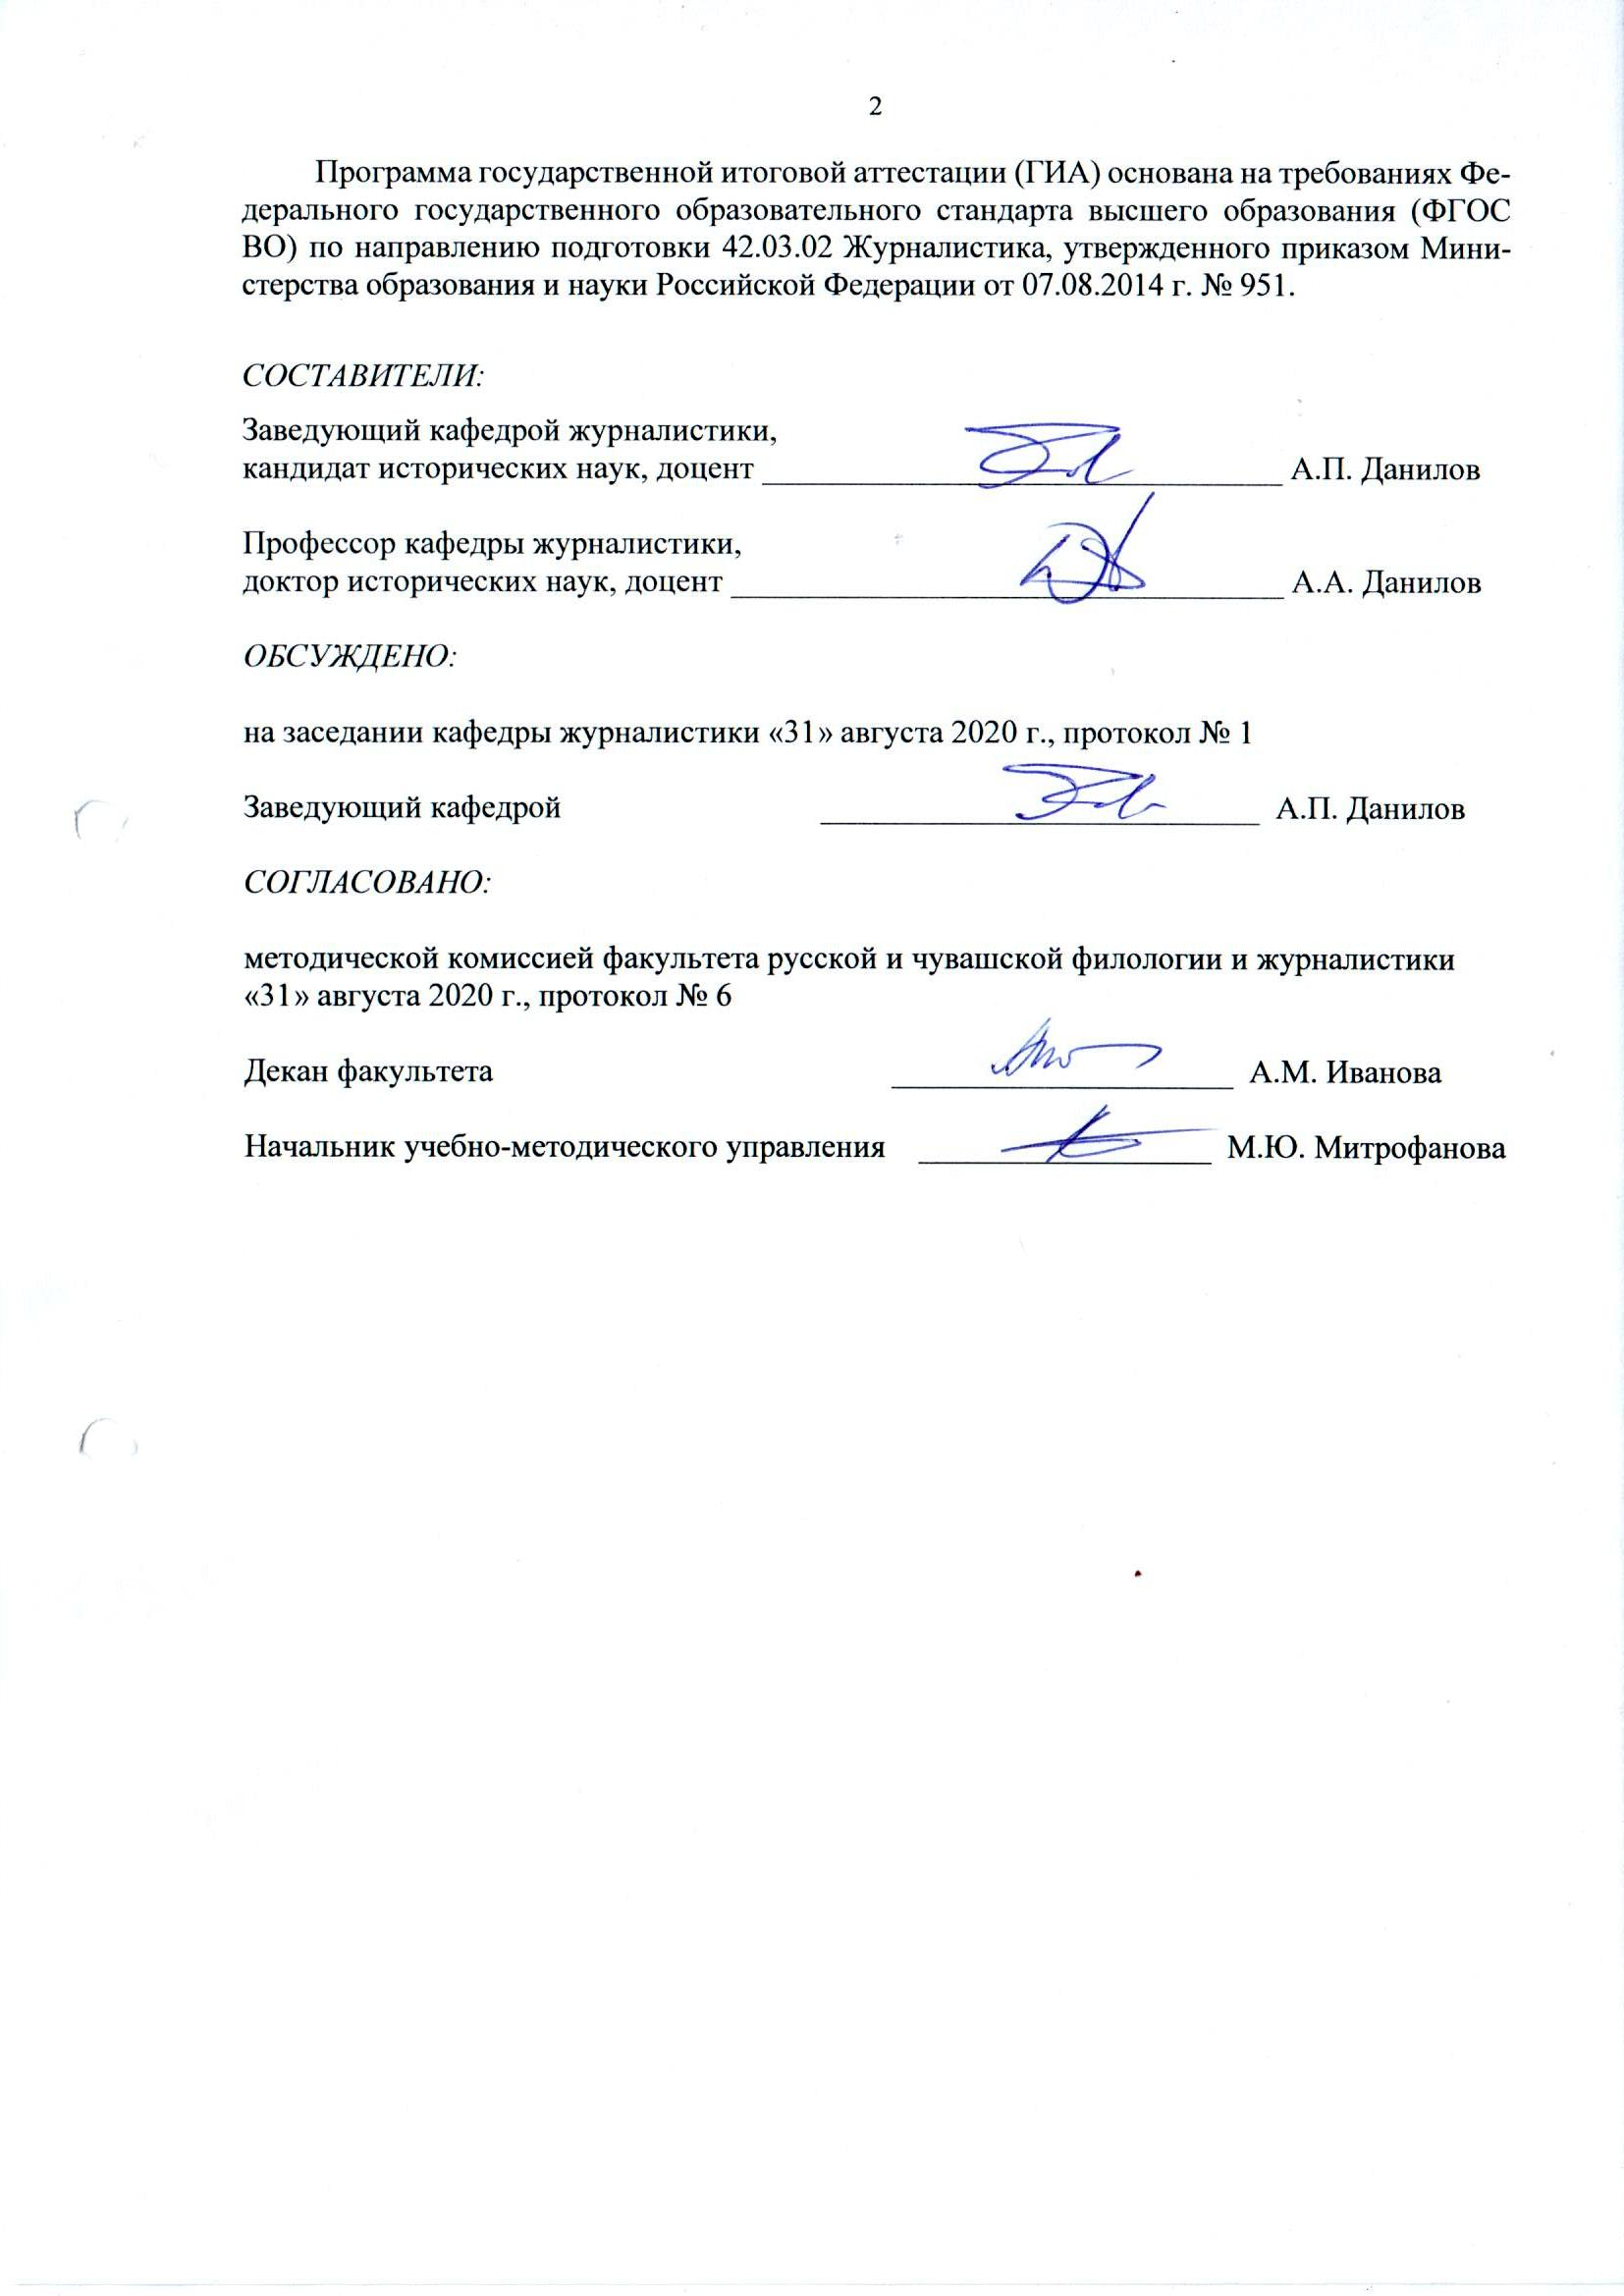 2
Программа государственной итоговой аттестации (ГИА) основана на требованиях Фе-
дерального государственного образовательного стандарта высшего образования (ФГОС
ВО) по направлению подготовки 42.03.02 Журналистика, утвержденного приказом Мини-
стерства образования и науки Российской Федерации от 07.08.2014 г. № 951.
СОСТАВИТЕЛИ:
Заведующий кафедрой журналистики,
кандидат исторических наук, доцент А.П. Данилов
Профессор кафедры журналистики,
доктор исторических наук, доцент А.А. Данилов
ОБСУЖДЕНО:
на заседании кафедры журналистики «31» августа 2020 г., протокол № 1
Заведующий кафедрой А.П. Данилов
СОГЛАСОВАНО:
методической комиссией факультета русской и чувашской филологии и журналистики
«31» августа 2020 г., протокол № 6
Декан факультета А.М. Иванова
Начальник учебно-методического управления М.Ю. Митрофанова